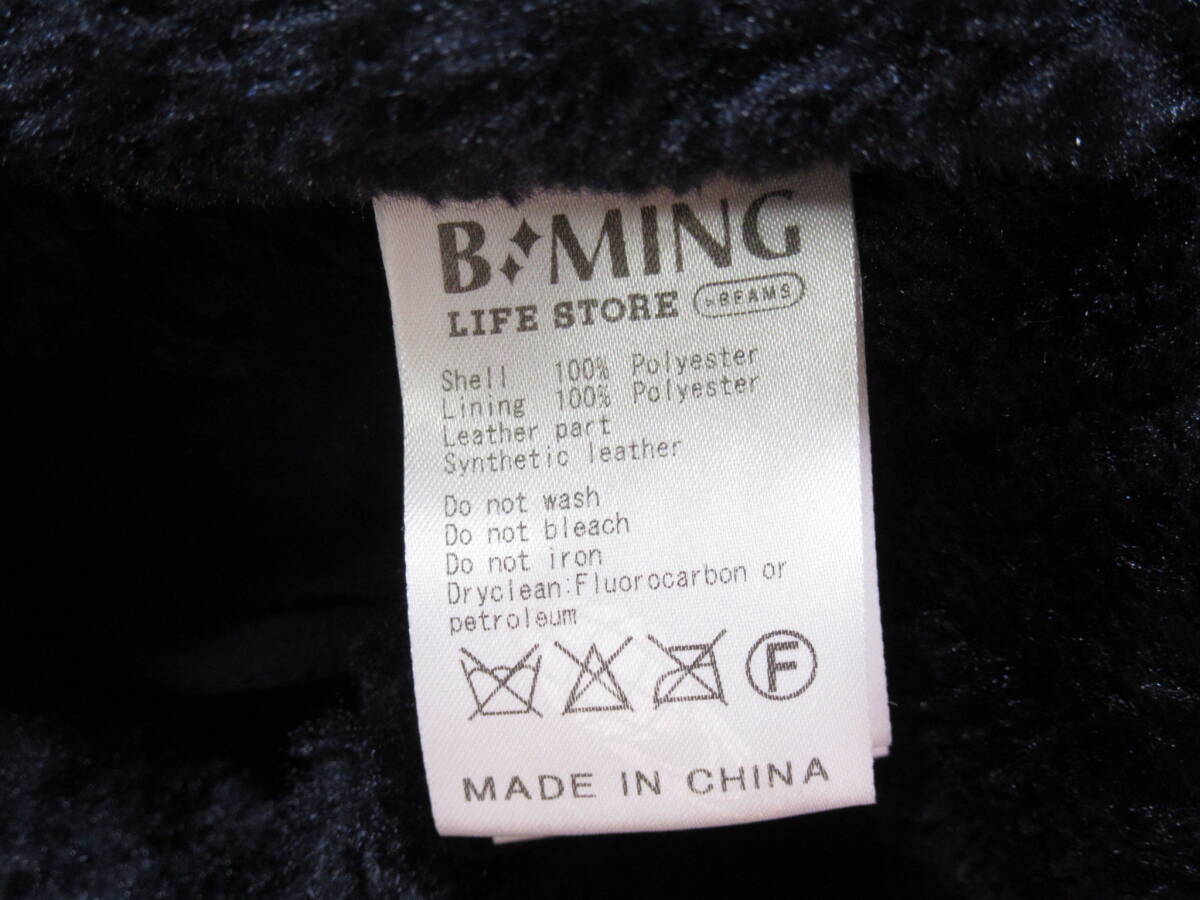 B MING
LIFE STORE by BEAMS
Shell 100% Polyester
Lining 100% Polyester
Leather part
Synthetic leather
Do not wash
Do not bleach
Do not iron
Dryclean:Fluorocarbon or
petroleum
F
MADE IN CHINA